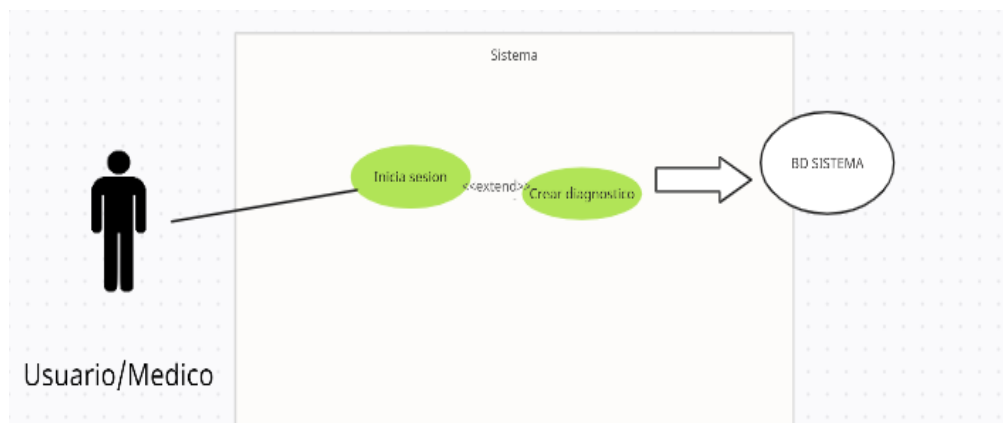 Sistema
Inicia sesion
<<extend>>
Crear diagnostico
BD SISTEMA
Usuario/Medico